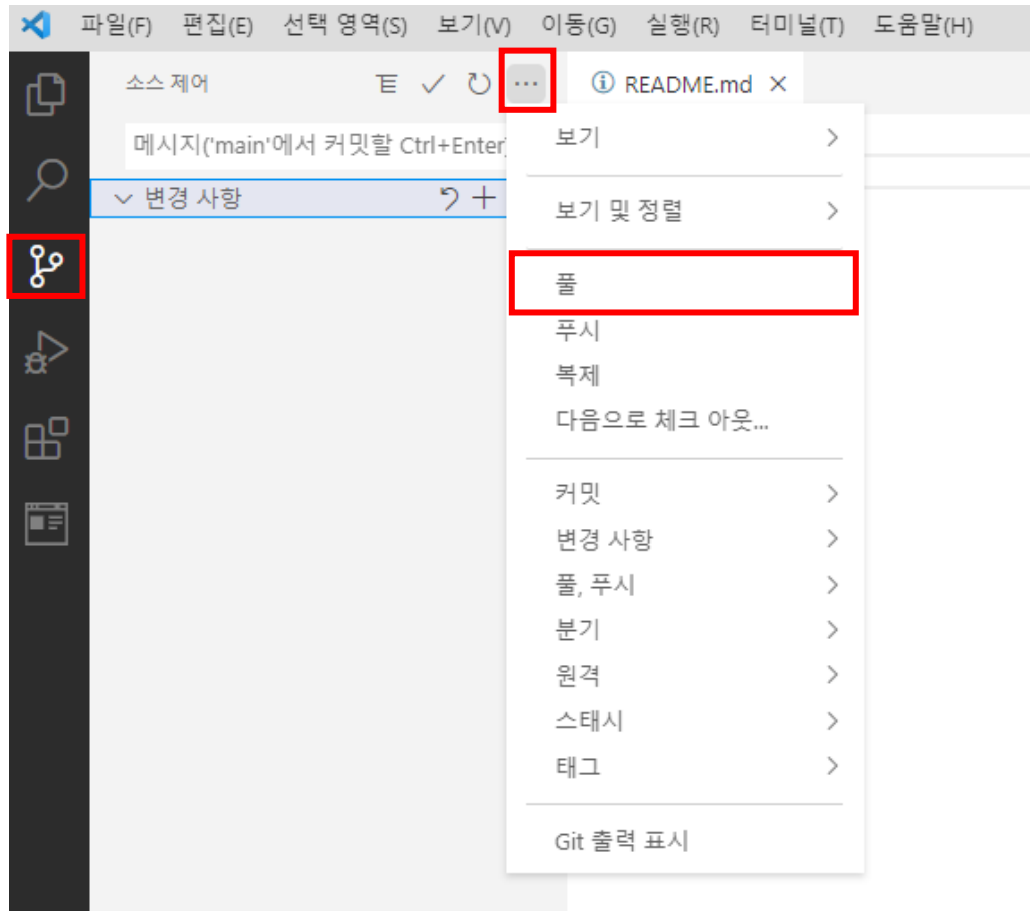 파일(F) 편집(E) 선택 영역(S) 보기(V) 이동(G) 실행(R) 터미널(T) 도움말(H)
소스 제어
README.md
메시지('main'에서 커밋할 Ctrl+Enter)
변경 사항
보기
보기 및 정렬
풀
푸시
복제
다음으로 체크 아웃...
커밋
변경 사항
풀, 푸시
분기
원격
스태시
태그
Git 출력 표시